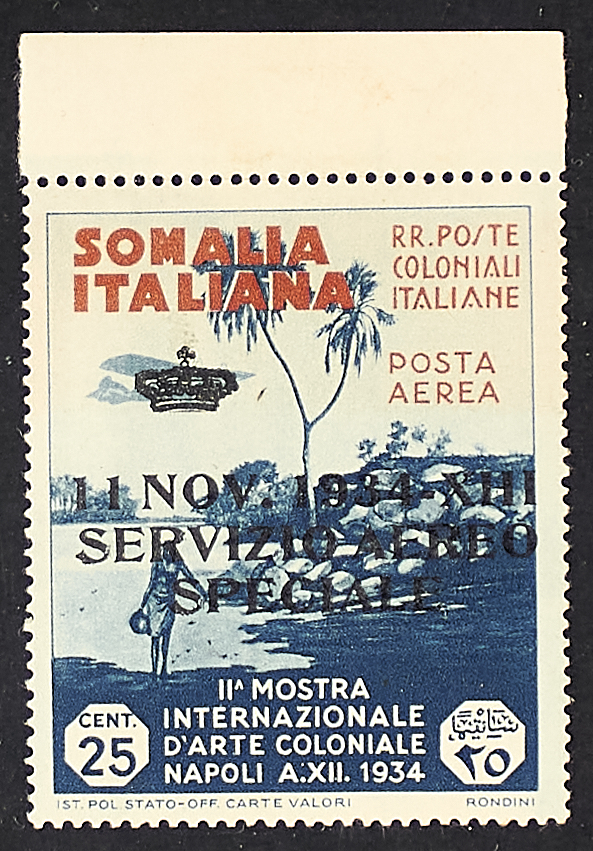 SOMALIA
ITALIANA
RR. POSTE
COLONIALI
ITALIANE
POSTA
AEREA
11 NOV. 1934-XIII
SERVIZIO AEREO
SPECIALE
IIᴬ MOSTRA
INTERNAZIONALE
D'ARTE COLONIALE
NAPOLI A.XII. 1934
CENT.
25
٢٥
IST. POL STATO-OFF. CARTE VALORI
RONDINI